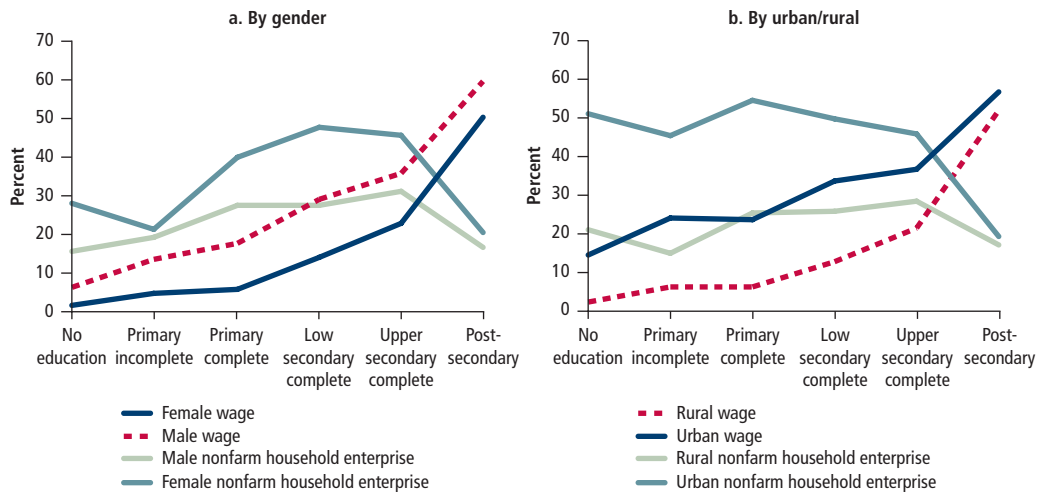 a. By gender
Percent
70
60
50
40
30
20
10
0
No
education
Primary
incomplete
Primary
complete
Low
secondary
complete
Upper
secondary
complete
Post-
secondary
Female wage
Male wage
Male nonfarm household enterprise
Female nonfarm household enterprise
b. By urban/rural
Percent
70
60
50
40
30
20
10
0
No
education
Primary
incomplete
Primary
complete
Low
secondary
complete
Upper
secondary
complete
Post-
secondary
Rural wage
Urban wage
Rural nonfarm household enterprise
Urban nonfarm household enterprise